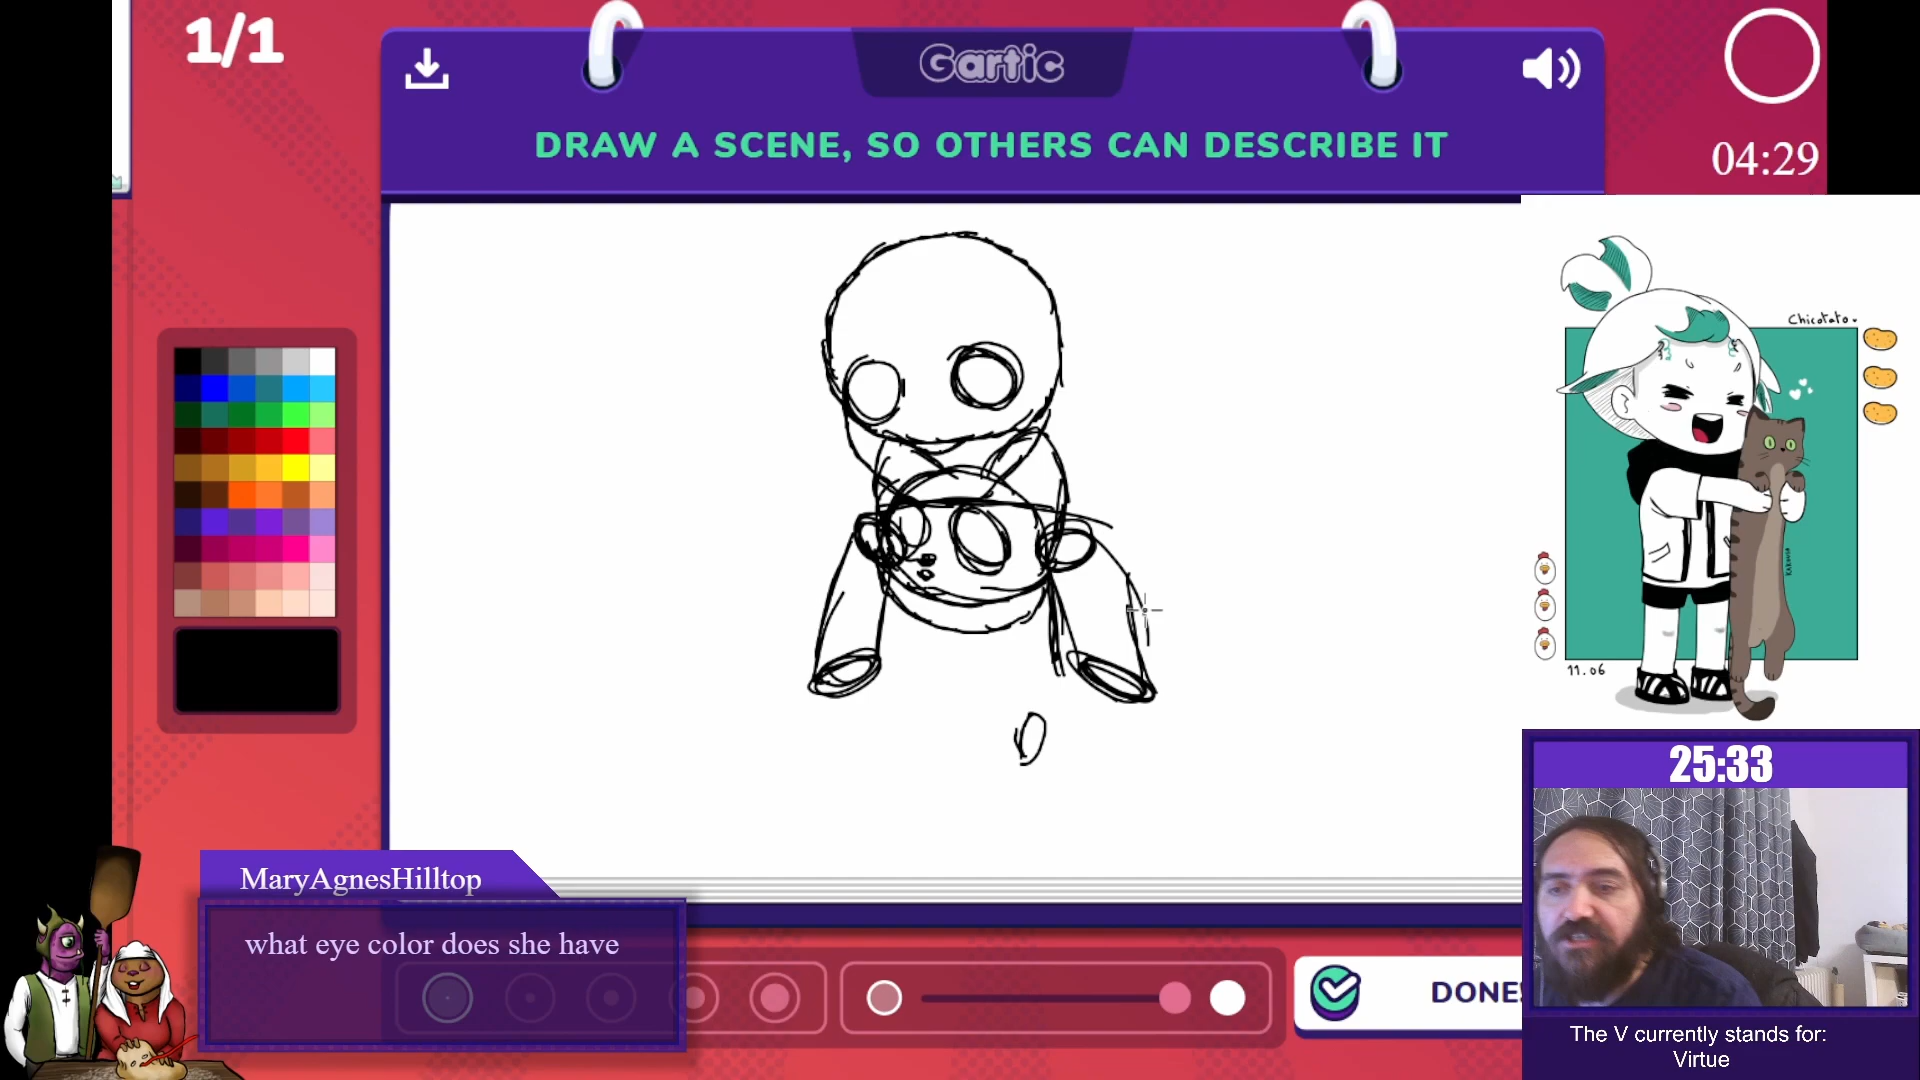 1/1
Gartic
DRAW A SCENE, SO OTHERS CAN DESCRIBE IT
04:29
Chicotato.
11.06
25:33
MaryAgnesHilltop
what eye color does she have
DONE!
The V currently stands for:
Virtue